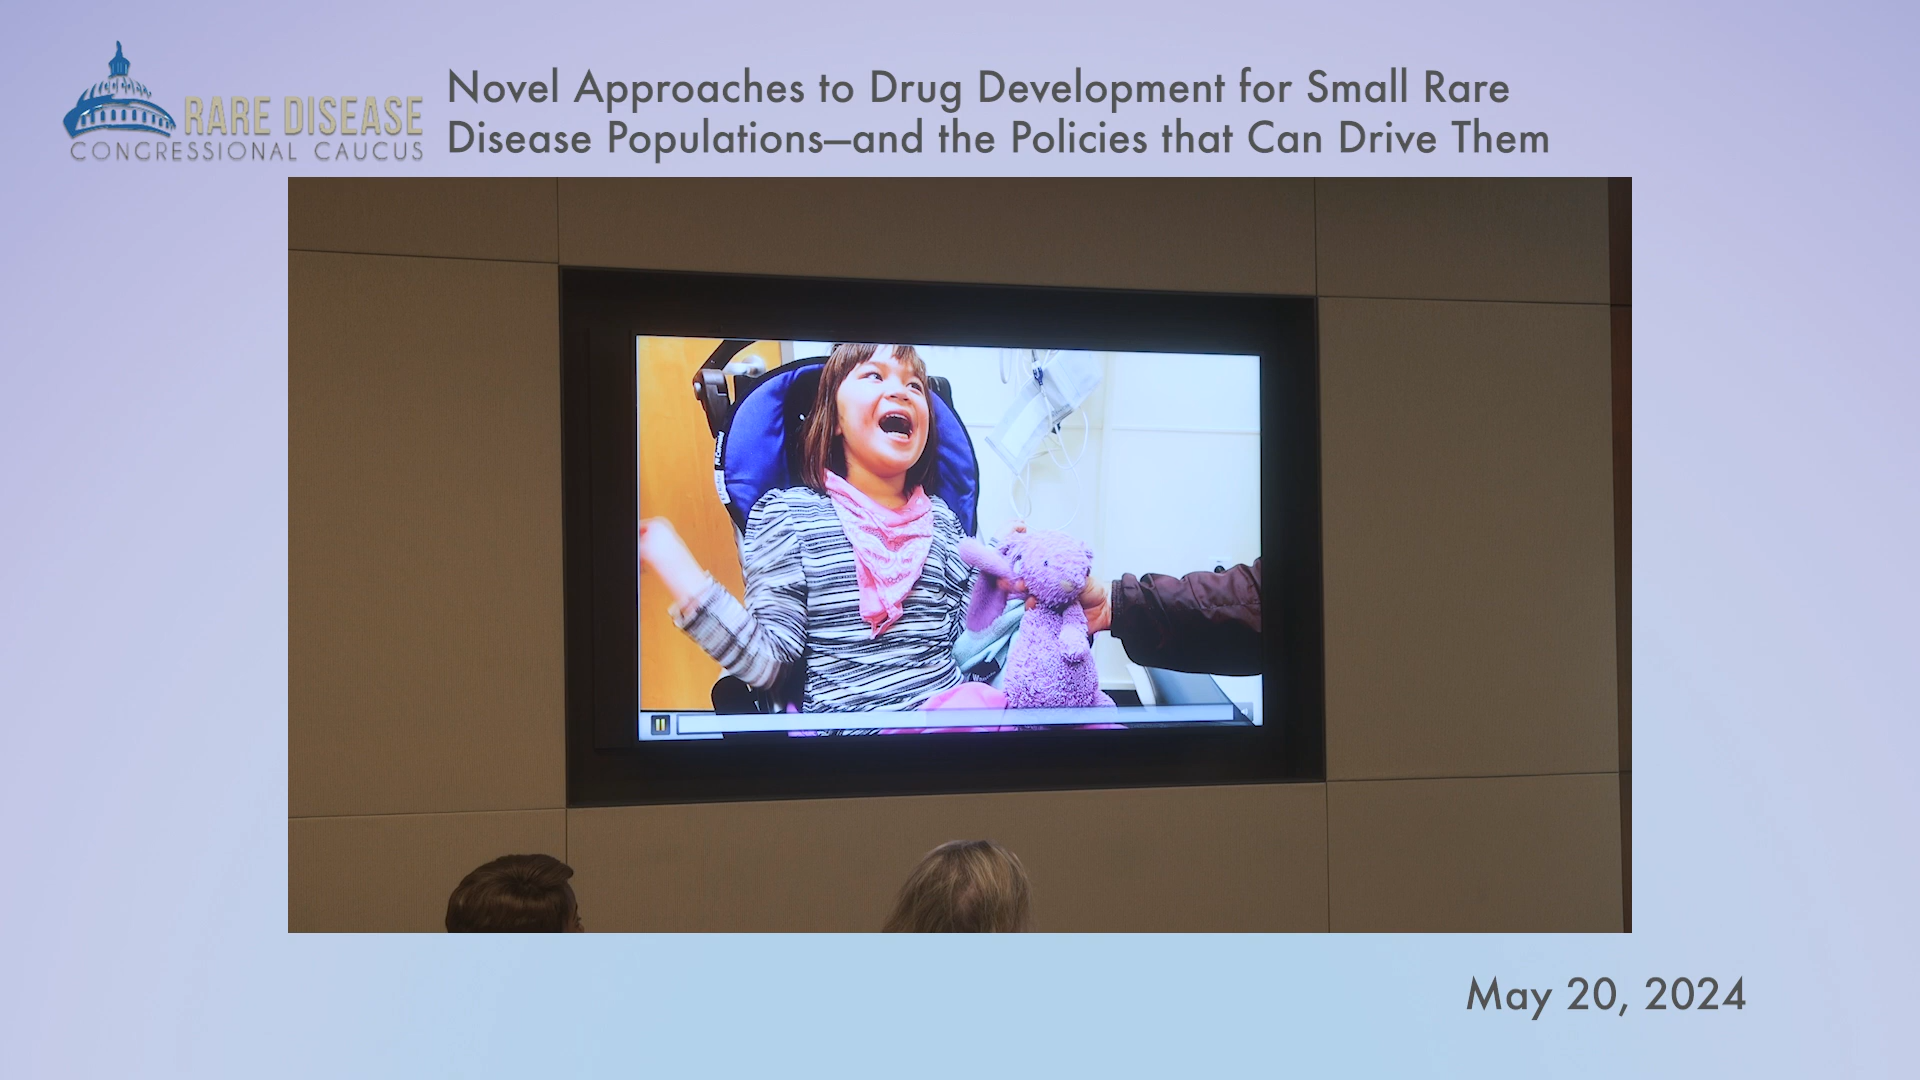 RARE DISEASE
CONGRESSIONAL CAUCUS
Novel Approaches to Drug Development for Small Rare
Disease Populations—and the Policies that Can Drive Them
May 20, 2024